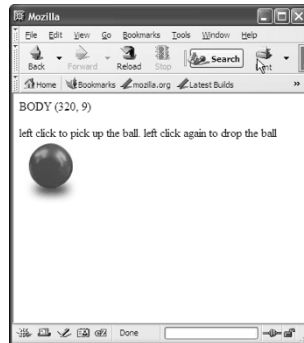 Mozilla
File Edit View Go Bookmarks Tools Window Help
Back Forward Reload Stop Search Print
Home Bookmarks mozilla.org Latest Builds
BODY (320, 9)
left click to pick up the ball. left click again to drop the ball
Done